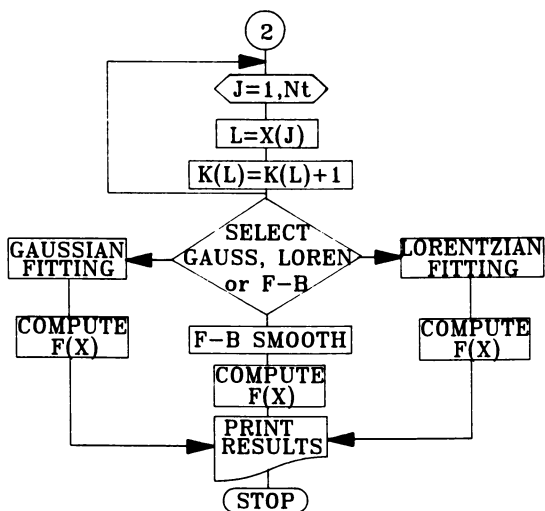 2
J=1,Nt
L=X(J)
K(L)=K(L)+1
SELECT
GAUSS, LOREN
or F-B
GAUSSIAN
FITTING
LORENTZIAN
FITTING
COMPUTE
F(X)
F-B SMOOTH
COMPUTE
F(X)
COMPUTE
F(X)
PRINT
RESULTS
STOP